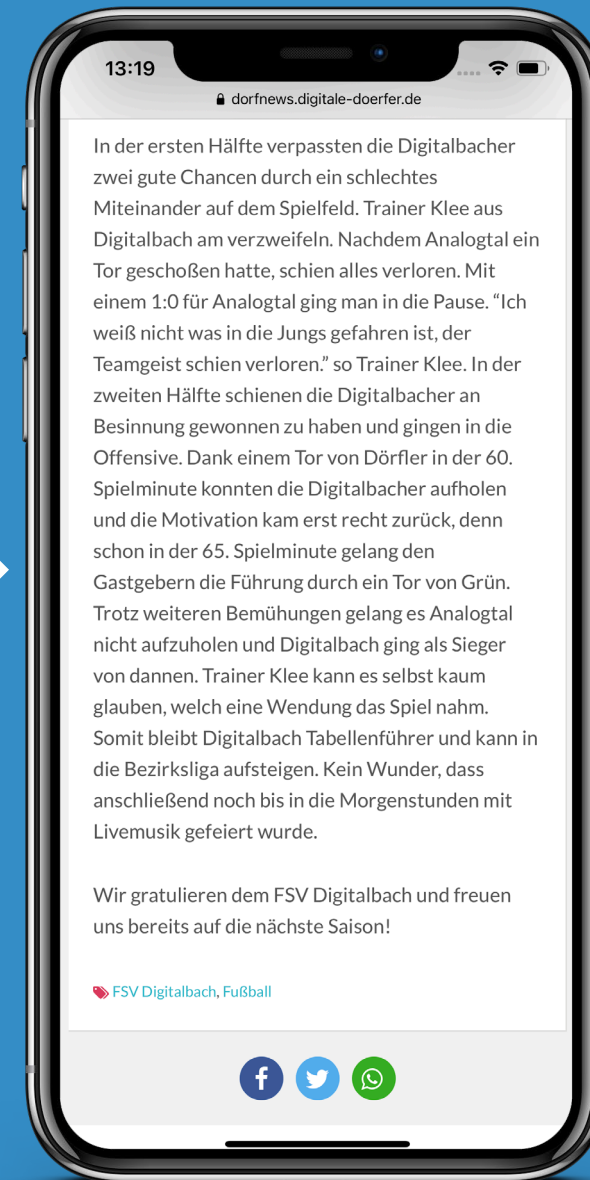 13:19
dorfnews.digitale-doerfer.de
In der ersten Hälfte verpassten die Digitalbacher
zwei gute Chancen durch ein schlechtes
Miteinander auf dem Spielfeld. Trainer Klee aus
Digitalbach am verzweifeln. Nachdem Analogtal ein
Tor geschoßen hatte, schien alles verloren. Mit
einem 1:0 für Analogtal ging man in die Pause. “Ich
weiß nicht was in die Jungs gefahren ist, der
Teamgeist schien verloren.” so Trainer Klee. In der
zweiten Hälfte schienen die Digitalbacher an
Besinnung gewonnen zu haben und gingen in die
Offensive. Dank einem Tor von Dörfler in der 60.
Spielminute konnten die Digitalbacher aufholen
und die Motivation kam erst recht zurück, denn
schon in der 65. Spielminute gelang den
Gastgebern die Führung durch ein Tor von Grün.
Trotz weiteren Bemühungen gelang es Analogtal
nicht aufzuholen und Digitalbach ging als Sieger
von dannen. Trainer Klee kann es selbst kaum
glauben, welch eine Wendung das Spiel nahm.
Somit bleibt Digitalbach Tabellenführer und kann in
die Bezirksliga aufsteigen. Kein Wunder, dass
anschließend noch bis in die Morgenstunden mit
Livemusik gefeiert wurde.
Wir gratulieren dem FSV Digitalbach und freuen
uns bereits auf die nächste Saison!
FSV Digitalbach, Fußball